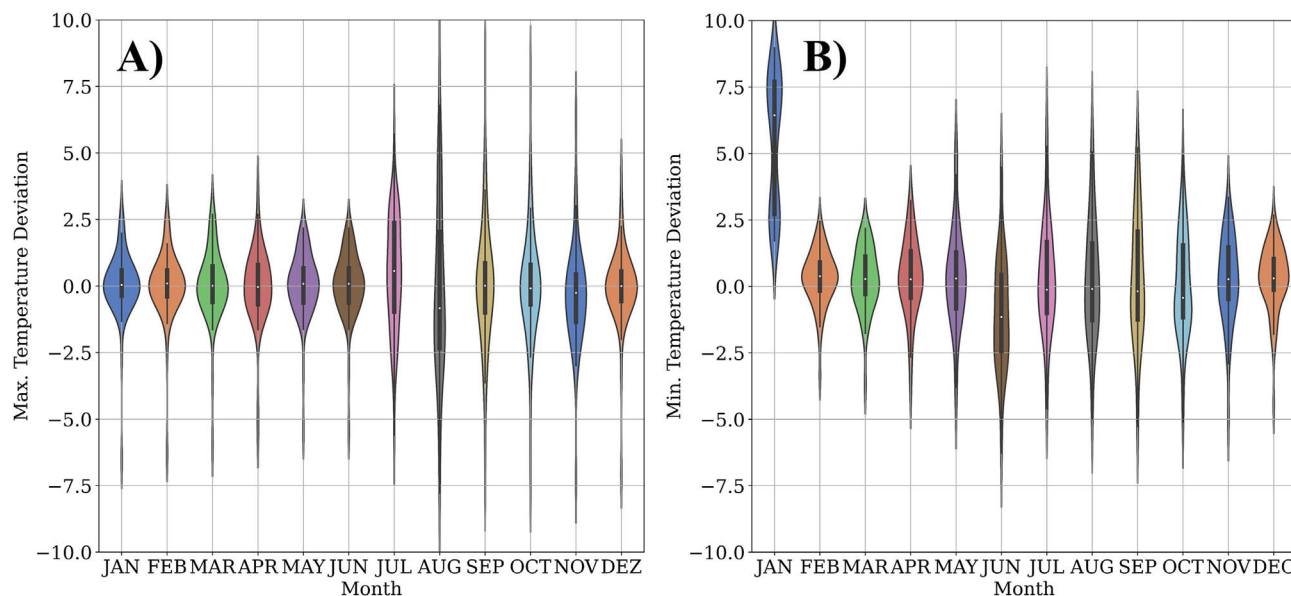 A)
Max. Temperature Deviation
10.0
7.5
5.0
2.5
0.0
−2.5
−5.0
−7.5
−10.0
JAN FEB MAR APR MAY JUN JUL AUG SEP OCT NOV DEZ
Month
B)
Min. Temperature Deviation
10.0
7.5
5.0
2.5
0.0
−2.5
−5.0
−7.5
−10.0
JAN FEB MAR APR MAY JUN JUL AUG SEP OCT NOV DEC
Month